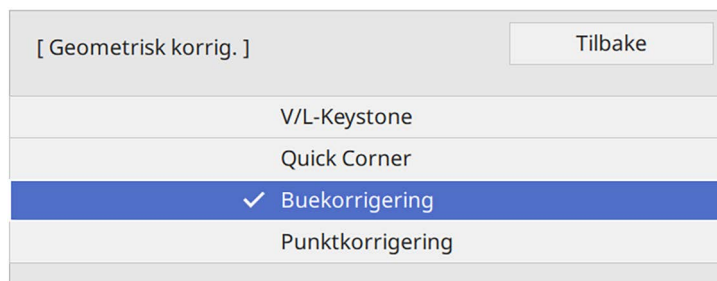 [ Geometrisk korrig. ]
Tilbake
V/L-Keystone
Quick Corner
Buekorrigering
Punktkorrigering